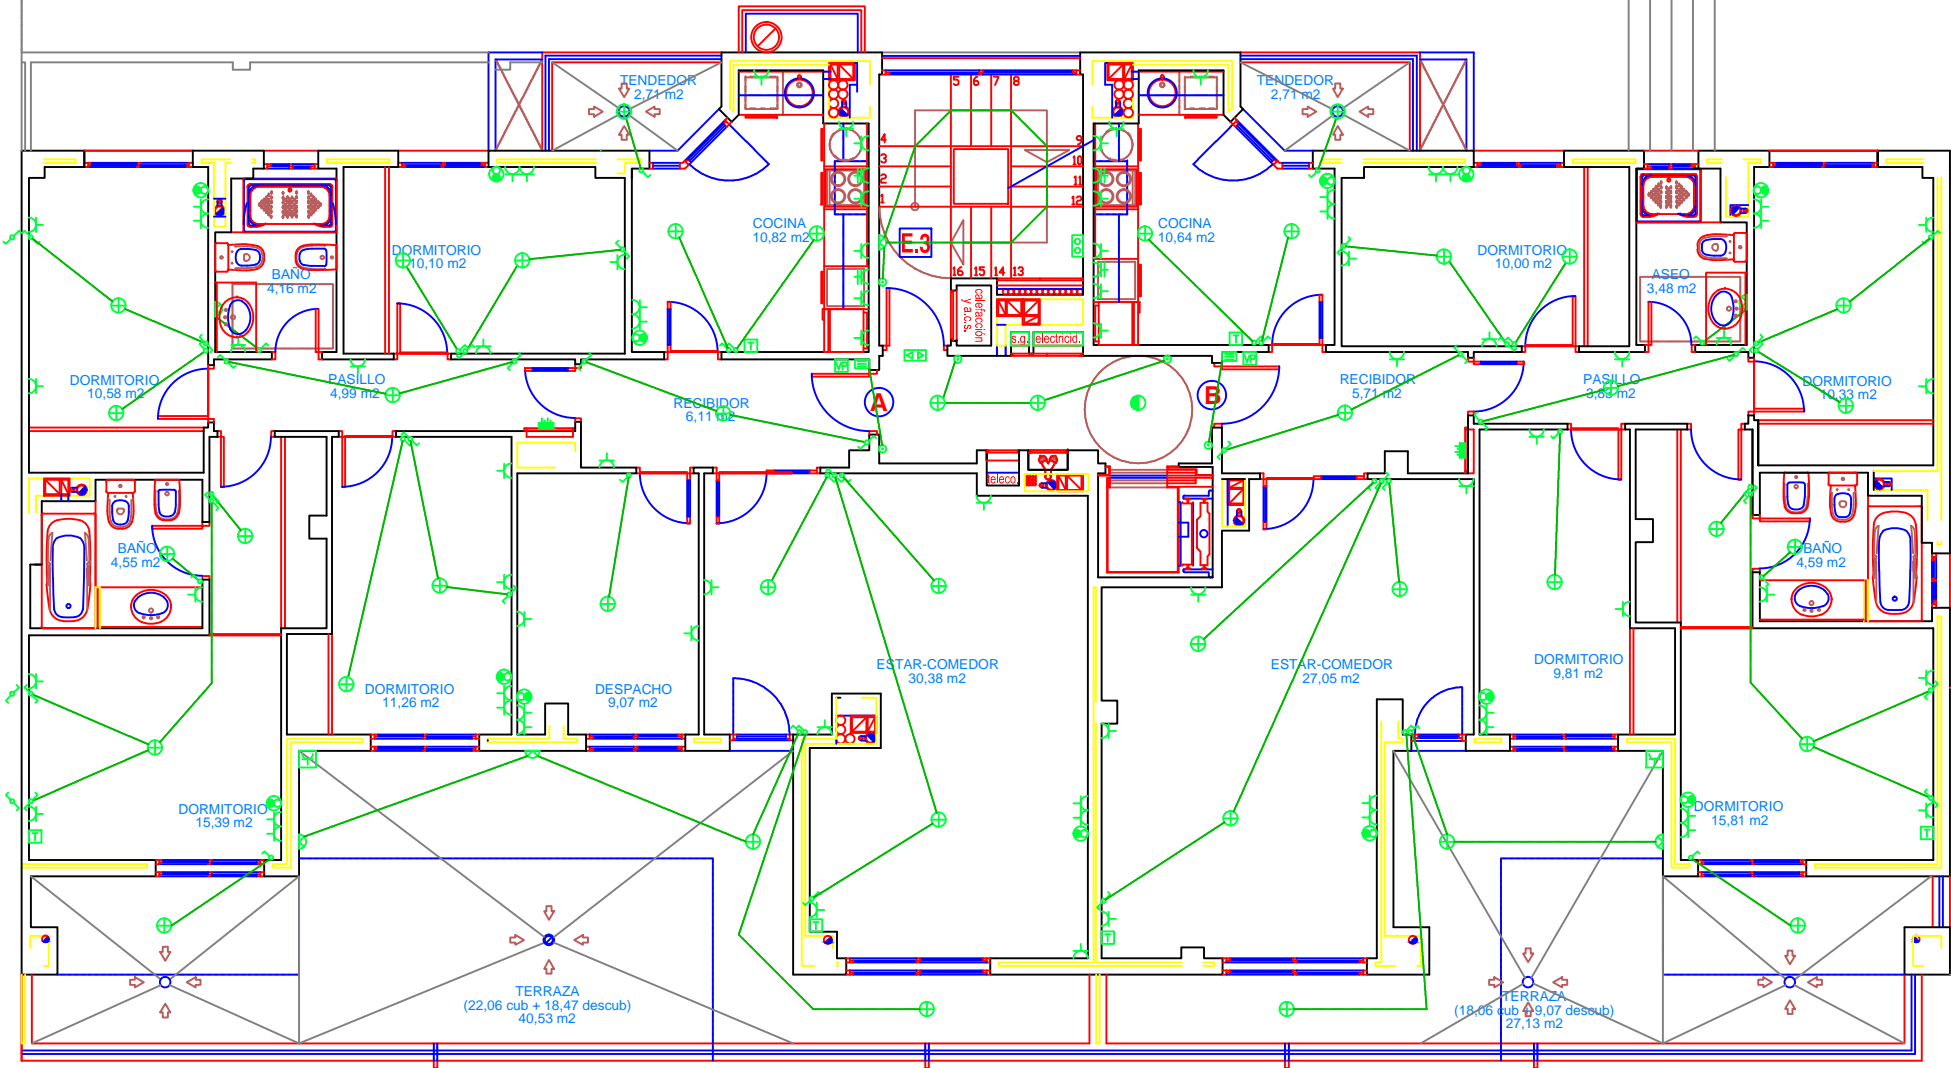 TENDEDOR
2,71 m2
TENDEDOR
2,71 m2
5 6 7 8
4
3
2
1
9
10
11
12
16 15 14 13
E.3
COCINA
10,82 m2
COCINA
10,64 m2
DORMITORIO
10,10 m2
BAÑO
4,16 m2
DORMITORIO
10,00 m2
ASEO
3,48 m2
calefacción
y a.c.s.
s.g.
electricid.
DORMITORIO
10,58 m2
PASILLO
4,99 m2
RECIBIDOR
6,11 m2
A
B
RECIBIDOR
5,71 m2
PASILLO
3,83 m2
DORMITORIO
10,33 m2
teleco.
BAÑO
4,55 m2
BAÑO
4,59 m2
DORMITORIO
11,26 m2
DESPACHO
9,07 m2
ESTAR-COMEDOR
30,38 m2
ESTAR-COMEDOR
27,05 m2
DORMITORIO
9,81 m2
DORMITORIO
15,39 m2
DORMITORIO
15,81 m2
TERRAZA
(22,06 cub + 18,47 descub)
40,53 m2
TERRAZA
(18,06 cub + 9,07 descub)
27,13 m2